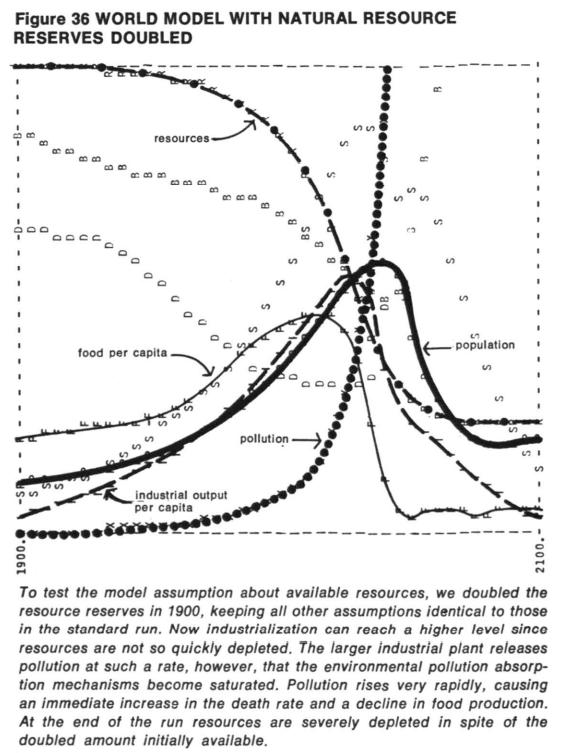 Figure 36 WORLD MODEL WITH NATURAL RESOURCE
RESERVES DOUBLED
resources
food per capita
population
pollution
industrial output
per capita
1900.
2100.
To test the model assumption about available resources, we doubled the
resource reserves in 1900, keeping all other assumptions identical to those
in the standard run. Now industrialization can reach a higher level since
resources are not so quickly depleted. The larger industrial plant releases
pollution at such a rate, however, that the environmental pollution absorp-
tion mechanisms become saturated. Pollution rises very rapidly, causing
an immediate increase in the death rate and a decline in food production.
At the end of the run resources are severely depleted in spite of the
doubled amount initially available.